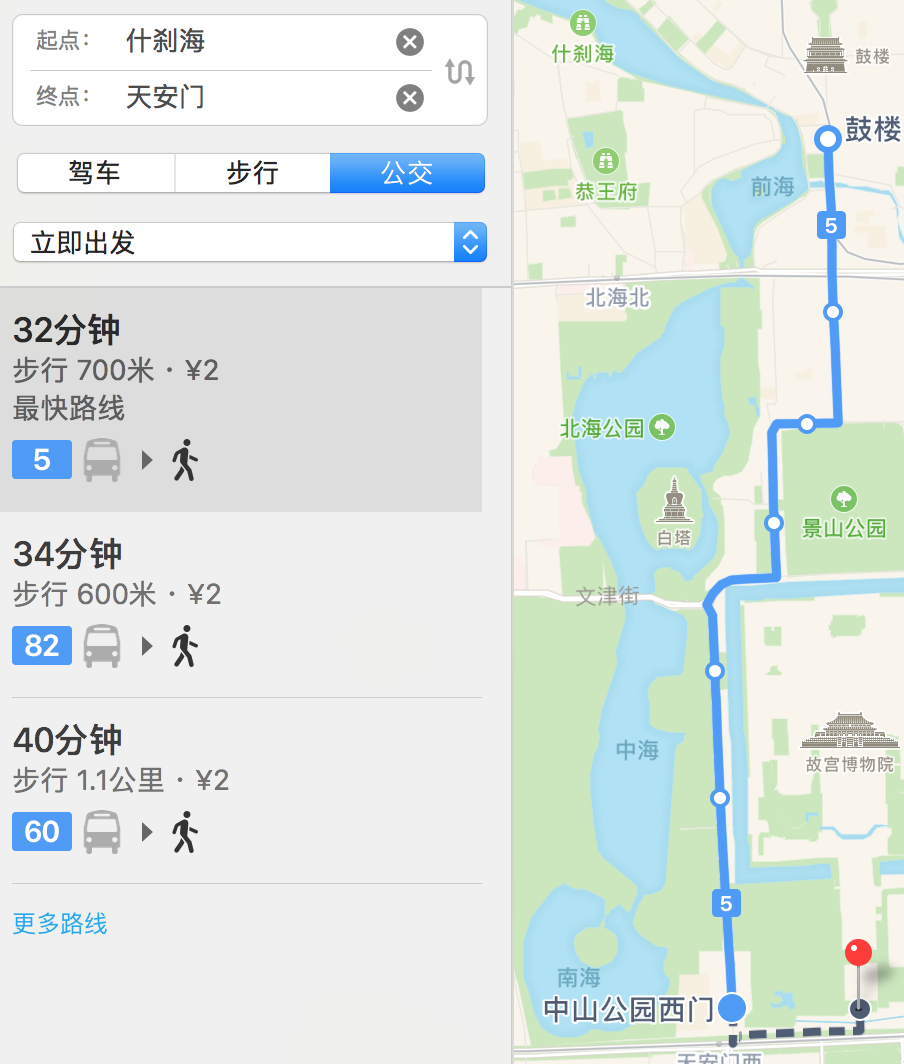 起点：
什刹海
终点：
天安门
驾车
步行
公交
立即出发
32分钟
步行 700米 · ¥2
最快路线
5
34分钟
步行 600米 · ¥2
82
40分钟
步行 1.1公里 · ¥2
60
更多路线
什刹海
鼓楼
鼓楼
恭王府
前海
5
北海北
北海公园
景山公园
白塔
文津街
中海
故宫博物院
5
南海
中山公园西门
天安门西